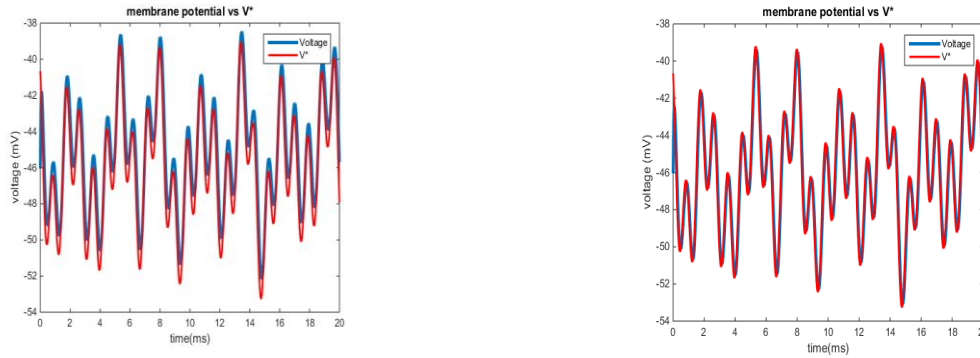 membrane potential vs V*
Voltage
V*
voltage (mV)
-38
-40
-42
-44
-46
-48
-50
-52
-54
0 2 4 6 8 10 12 14 16 18 20
time(ms)
membrane potential vs V*
Voltage
V*
voltage (mV)
-38
-40
-42
-44
-46
-48
-50
-52
-54
0 2 4 6 8 10 12 14 16 18 20
time(ms)